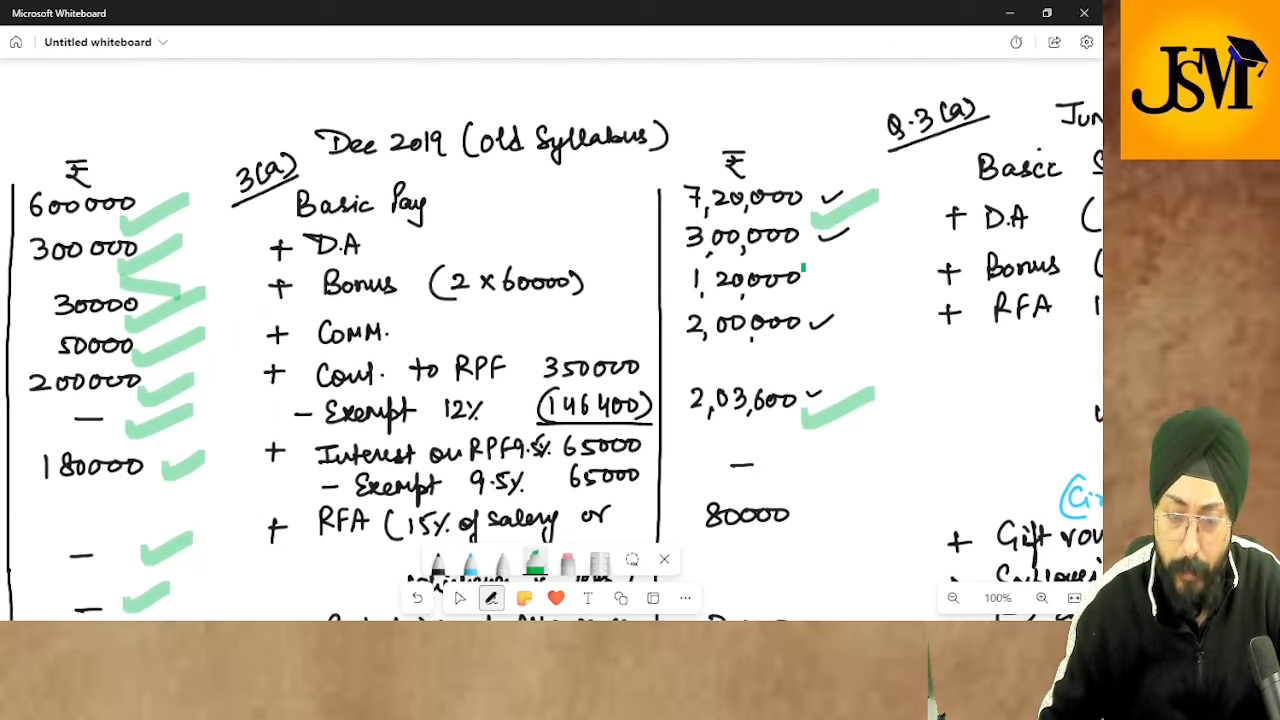 Microsoft Whiteboard
Untitled whiteboard
JSM
Dec 2019 (Old Syllabus)
₹
600000
300000
30000
50000
200000
—
180000
—
—
3(a)
₹
Basic Pay 7,20,000 ✓
+ D.A 3,00,000 ✓
+ Bonus (2 × 60000) 1,20,000
+ Comm. 2,00,000 ✓
+ Cont. to RPF 350000
- Exempt 12% (146400) 2,03,600 ✓
+ Interest on RPF 9.5% 65000
- Exempt 9.5% 65000 —
+ RFA (15% of salary or 80000
Q.3(a)
Basic
+ D.A (
+ Bonus (
+ RFA
+ Gift
100%